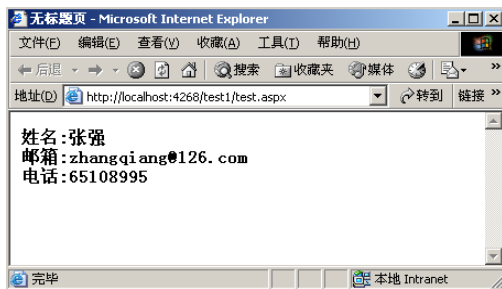 无标题页 - Microsoft Internet Explorer
文件(F) 编辑(E) 查看(V) 收藏(A) 工具(T) 帮助(H)
后退 搜索 收藏夹 媒体 »
地址(D) http://localhost:4268/test1/test.aspx 转到 链接 »
姓名:张强
邮箱:zhangqiang@126.com
电话:65108995
完毕 本地 Intranet